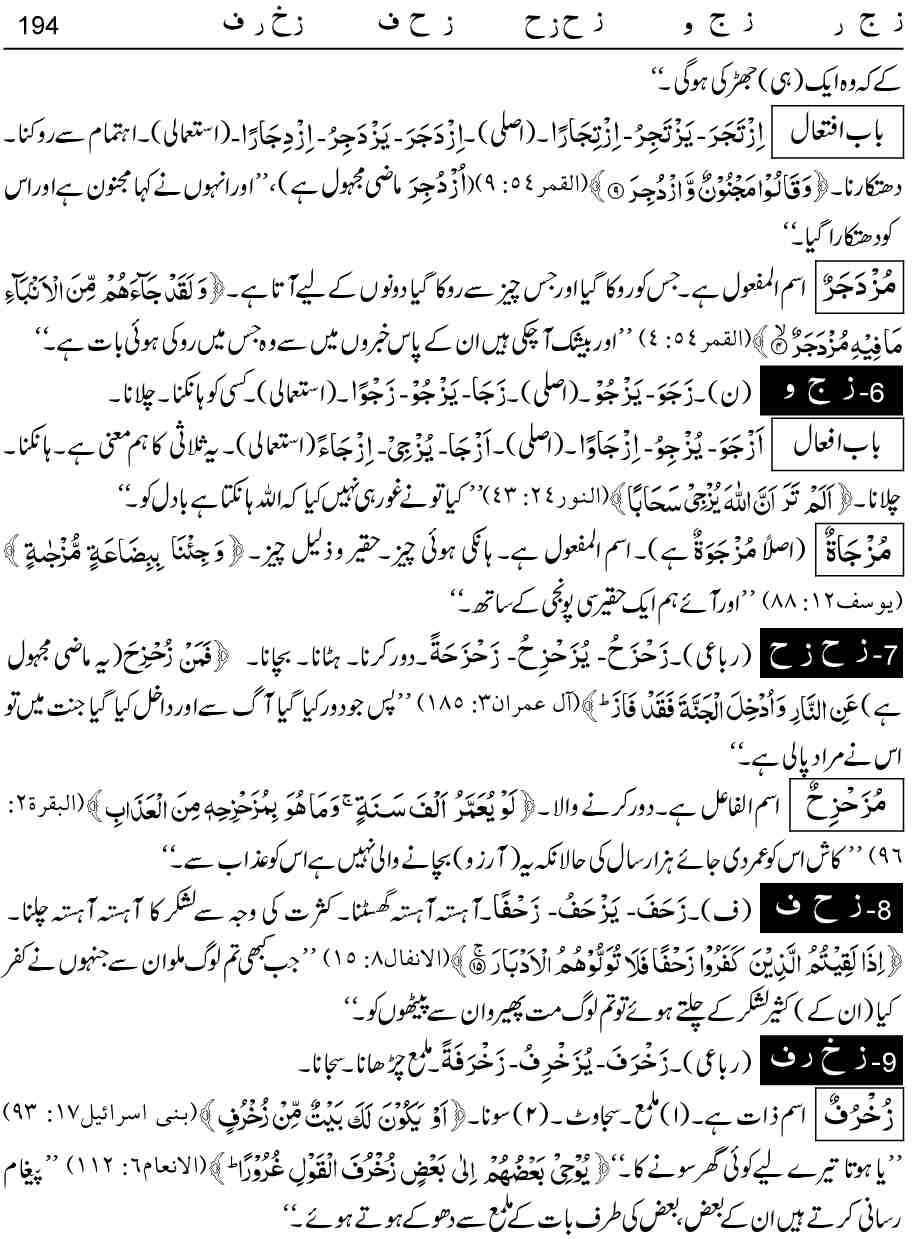 ز ج ر ز ج و ز ح ز ح ز ح ف ز خ ر ف 194
کے کہ وہ ایک (ہی) جھڑکی ہوگی۔‘‘
باب افتعال اِزْتَجَرَ۔ یَزْتَجِرُ۔ اِزْتِجَارًا۔ (اصلی)۔ اِزْدَجَرَ۔ یَزْدَجِرُ۔ اِزْدِجَارًا۔ (استعمالی)۔ اہتمام سے روکنا۔
دھتکارنا۔ ﴿وَقَالُوْا مَجْنُوْنٌ وَّازْدُجِرَ ۝۹﴾ (القمر ٥٤: ٩) (اُزْدُجِرَ ماضی مجہول ہے)، ’’اور انہوں نے کہا مجنون ہے اور اس
کو دھتکارا گیا۔‘‘
مُزْدَجَرٌ اسم المفعول ہے۔ جس کو روکا گیا اور جس چیز سے روکا گیا دونوں کے لیے آتا ہے۔ ﴿وَلَقَدْ جَآءَهُمْ مِّنَ الْاَنْبَآءِ
مَا فِيْهِ مُزْدَجَرٌ ۙ۝۴﴾ (القمر ٥٤: ٤) ’’اور بیشک آچکی ہیں ان کے پاس خبروں میں سے وہ جس میں روکی ہوئی بات ہے۔‘‘
6- ز ج و (ن)۔ زَجَوَ۔ یَزْجُوْ۔ (اصلی)۔ زَجَا۔ یَزْجُوْ۔ زَجْوًا۔ (استعمالی)۔ کسی کو ہانکنا۔ چلانا۔
باب افعال اَزْجَوَ۔ یُزْجِوُ۔ اِزْجَاوًا۔ (اصلی)۔ اَزْجَا۔ یُزْجِیْ۔ اِزْجَاءً (استعمالی)۔ یہ ثلاثی کا ہم معنی ہے۔ ہانکنا۔
چلانا۔ ﴿اَلَمْ تَرَ اَنَّ اللّٰهَ يُزْجِیْ سَحَابًا﴾ (النور ٢٤: ٤٣) ’’کیا تو نے غور ہی نہیں کیا کہ اللہ ہانکتا ہے بادل کو۔‘‘
مُزْجَاةٌ (اصلاً مُزْجَوَةٌ ہے)۔ اسم المفعول ہے۔ ہانکی ہوئی چیز۔ حقیر و ذلیل چیز۔ ﴿وَجِئْنَا بِبِضَاعَةٍ مُّزْجٰىةٍ﴾
(یوسف ١٢: ٨٨) ’’اور آئے ہم ایک حقیر سی پونجی کے ساتھ۔‘‘
7- ز ح ز ح (رباعی)۔ زَحْزَحُ۔ یُزَحْزِحُ۔ زَحْزَحَةً۔ دور کرنا۔ ہٹانا۔ بچانا۔ ﴿فَمَنْ زُحْزِحَ (یہ ماضی مجہول
ہے) عَنِ النَّارِ وَاُدْخِلَ الْجَنَّةَ فَقَدْ فَازَ ؕ﴾ (آل عمران ٣: ١٨٥) ’’پس جو دور کیا گیا آگ سے اور داخل کیا گیا جنت میں تو
اس نے مراد پالی ہے۔‘‘
مُزَحْزِحٌ اسم الفاعل ہے۔ دور کرنے والا۔ ﴿لَوْ يُعَمَّرُ اَلْفَ سَنَةٍ ۚ وَمَا هُوَ بِمُزَحْزِحِهٖ مِنَ الْعَذَابِ﴾ (البقرة ٢:
٩٦) ’’کاش اس کو عمر دی جائے ہزار سال کی حالانکہ یہ (آرزو) بچانے والی نہیں ہے اس کو عذاب سے۔‘‘
8- ز ح ف (ف)۔ زَحَفَ۔ یَزْحَفُ۔ زَحْفًا۔ آہستہ آہستہ گھسٹنا۔ کثرت کی وجہ سے لشکر کا آہستہ آہستہ چلنا۔
﴿اِذَا لَقِيْتُمُ الَّذِيْنَ كَفَرُوْا زَحْفًا فَلَا تُوَلُّوْهُمُ الْاَدْبَارَ ۚ۝۱۵﴾ (الانفال ٨: ١٥) ’’جب کبھی تم لوگ ملو ان سے جنہوں نے کفر
کیا (ان کے) کثیر لشکر کے چلتے ہوئے تو تم لوگ مت پھیرو ان سے پیٹھوں کو۔‘‘
9- ز خ ر ف (رباعی)۔ زَخْرَفَ۔ یُزَخْرِفُ۔ زَخْرَفَةً۔ ملمع چڑھانا۔ سجانا۔
زُخْرُفٌ اسم ذات ہے۔ (۱) ملمع۔ سجاوٹ۔ (۲) سونا۔ ﴿اَوْ يَكُوْنَ لَكَ بَيْتٌ مِّنْ زُخْرُفٍ﴾ (بنی اسرائیل ١٧: ٩٣)
’’یا ہوتا تیرے لیے کوئی گھر سونے کا۔‘‘ ﴿يُوْحِیْ بَعْضُهُمْ اِلٰى بَعْضٍ زُخْرُفَ الْقَوْلِ غُرُوْرًا ؕ﴾ (الانعام ٦: ١١٢) ’’پیغام
رسانی کرتے ہیں ان کے بعض، بعض کی طرف بات کے ملمع سے دھوکے ہوتے ہوئے۔‘‘